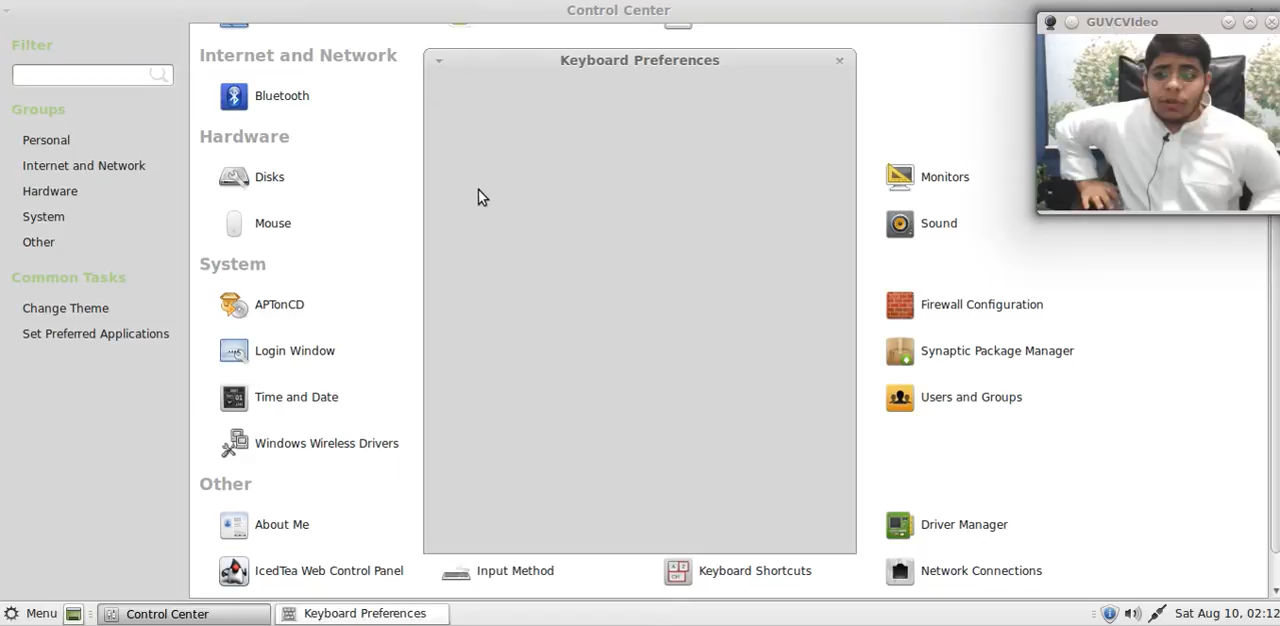 Control Center
GUVCVIdeo
Filter
Groups
Personal
Internet and Network
Hardware
System
Other
Common Tasks
Change Theme
Set Preferred Applications
Internet and Network
Bluetooth
Hardware
Disks
Monitors
Mouse
Sound
System
APTonCD
Firewall Configuration
Login Window
Synaptic Package Manager
Time and Date
Users and Groups
Windows Wireless Drivers
Other
About Me
Driver Manager
IcedTea Web Control Panel
Input Method
Keyboard Shortcuts
Network Connections
Keyboard Preferences
Menu
Control Center
Keyboard Preferences
Sat Aug 10, 02:12